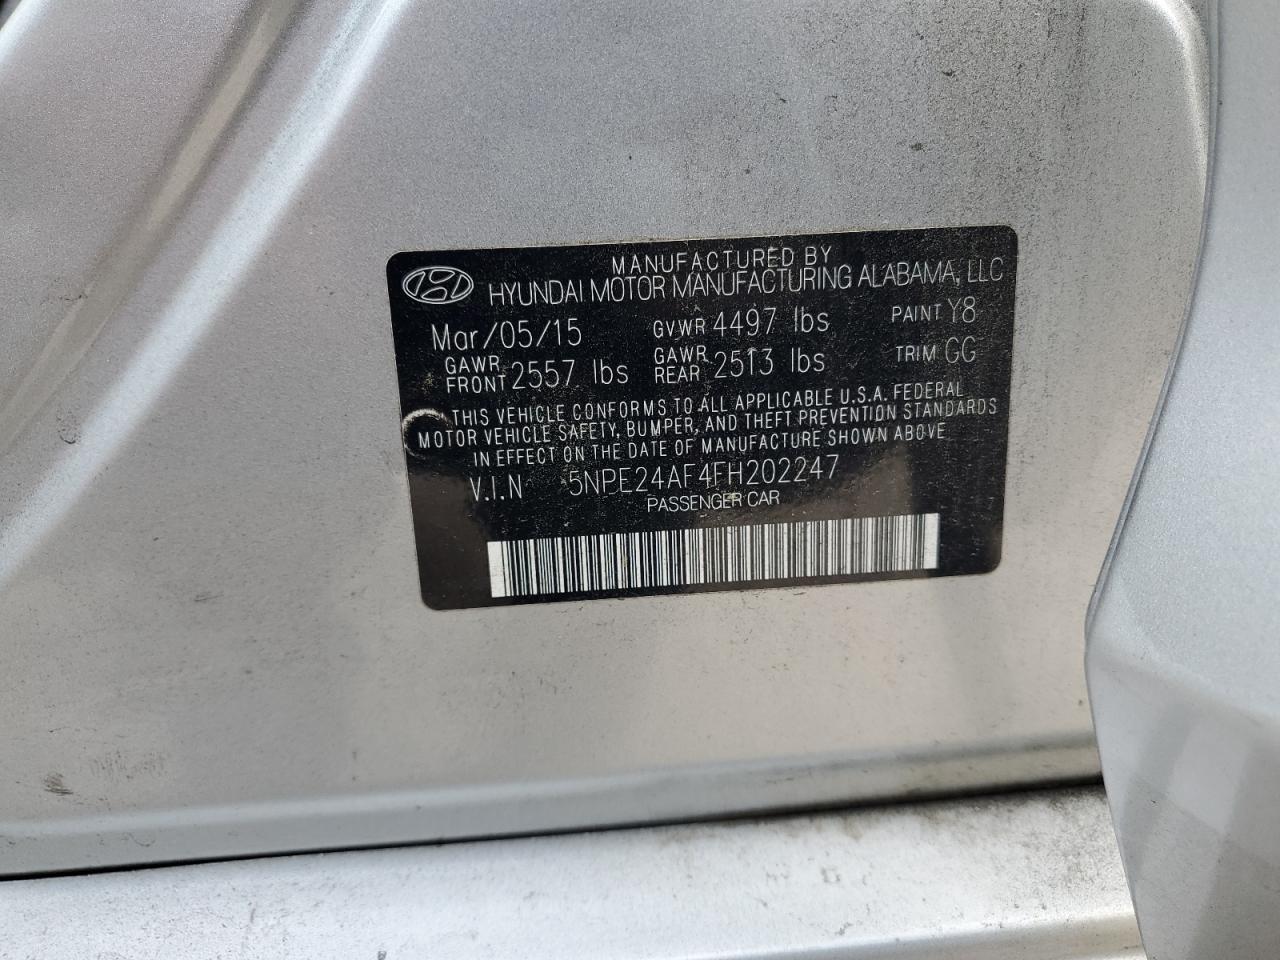 MANUFACTURED BY
HYUNDAI MOTOR MANUFACTURING ALABAMA, LLC
Mar/05/15 GVWR 4497 lbs PAINT Y8
GAWR FRONT 2557 lbs GAWR REAR 2513 lbs TRIM GG
THIS VEHICLE CONFORMS TO ALL APPLICABLE U.S.A. FEDERAL
MOTOR VEHICLE SAFETY, BUMPER, AND THEFT PREVENTION STANDARDS
IN EFFECT ON THE DATE OF MANUFACTURE SHOWN ABOVE
V.I.N 5NPE24AF4FH202247
PASSENGER CAR